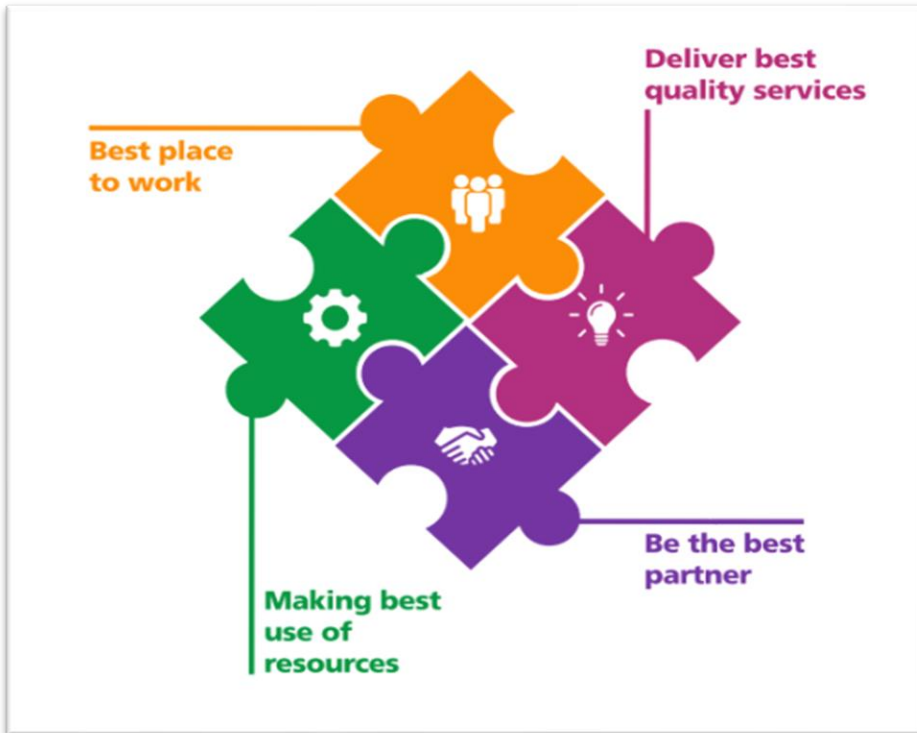 Deliver best
quality services
Best place
to work
Be the best
partner
Making best
use of
resources